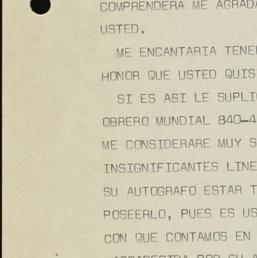 COMPRENDERA ME AGRADA
USTED.
ME ENCANTARIA TENE
HONOR QUE USTED QUIS
SI ES ASI LE SUPLI
OBRERO MUNDIAL 840-4
ME CONSIDERARE MUY S
INSIGNIFICANTES LINE
SU AUTOGRAFO ESTAR T
POSEERLO, PUES ES US
CON QUE CONTAMOS EN